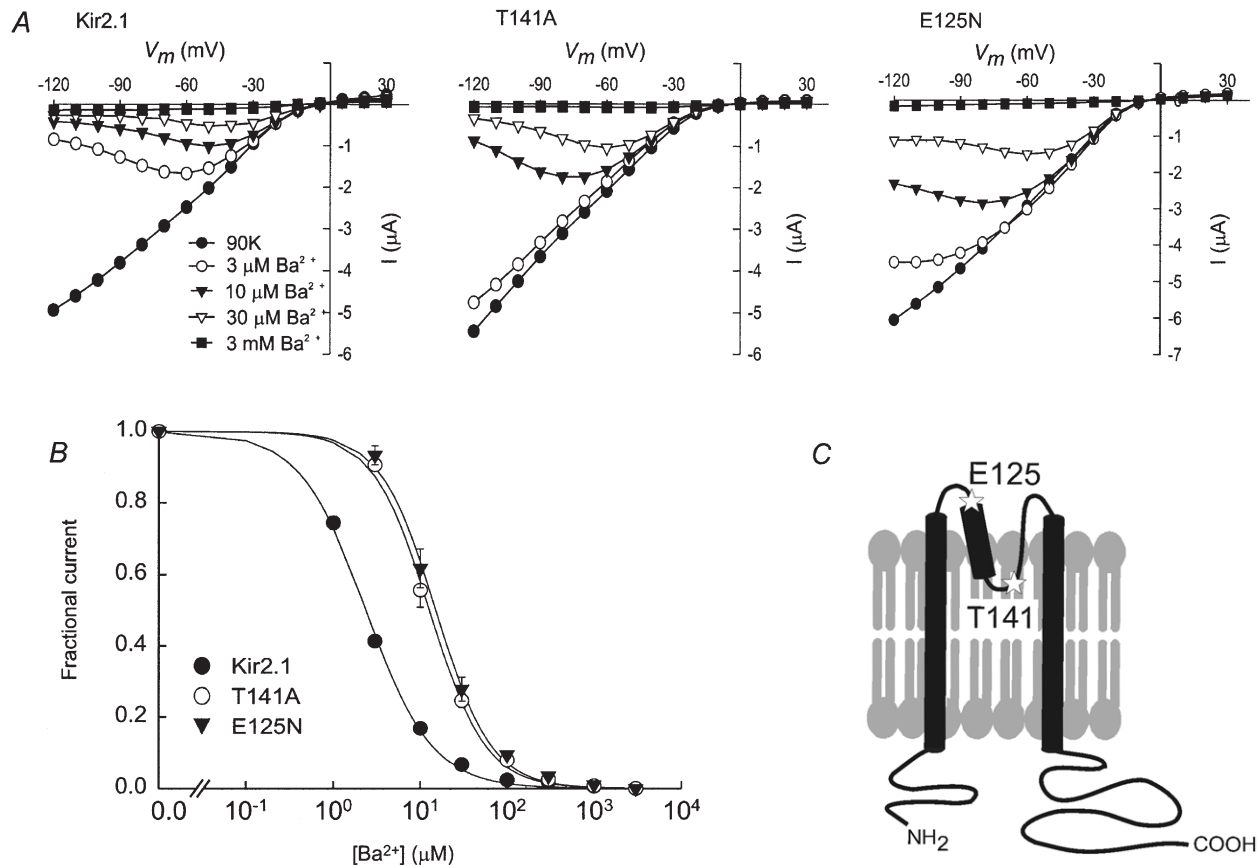 A
Kir2.1
T141A
E125N
Vm (mV)
Vm (mV)
Vm (mV)
-120 -90 -60 -30 30
-120 -90 -60 -30 30
-120 -90 -60 -30 30
-1
-2
-3
-4
-5
-6
I (μA)
-1
-2
-3
-4
-5
-6
I (μA)
-1
-2
-3
-4
-5
-6
-7
I (μA)
90K
3 μM Ba²⁺
10 μM Ba²⁺
30 μM Ba²⁺
3 mM Ba²⁺
B
Fractional current
1.0
0.8
0.6
0.4
0.2
0.0
Kir2.1
T141A
E125N
0.0 10⁻¹ 10⁰ 10¹ 10² 10³ 10⁴
[Ba²⁺] (μM)
C
E125
T141
NH₂
COOH